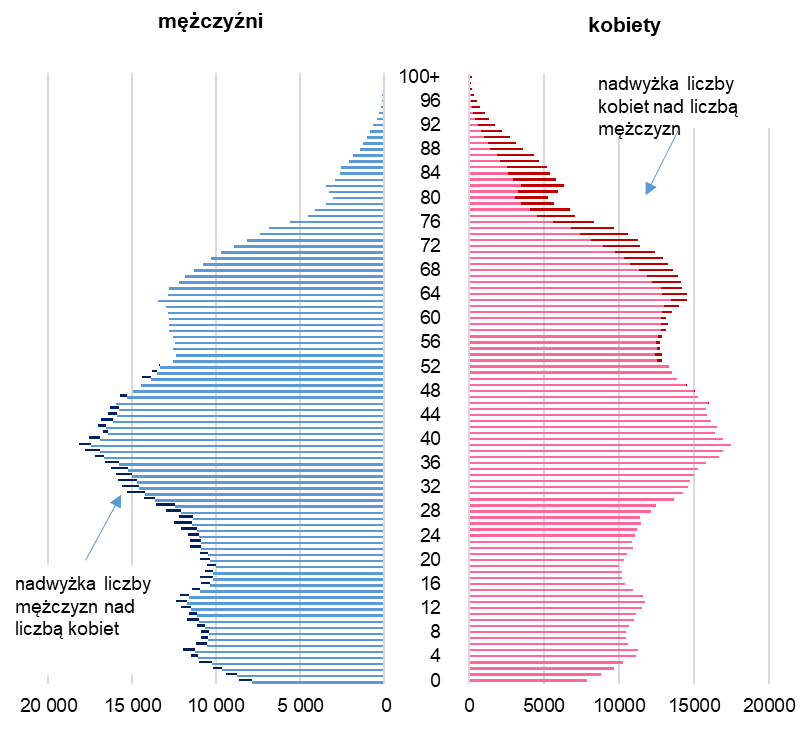 mężczyźni
kobiety
nadwyżka liczby
kobiet nad liczbą
mężczyzn
100+
96
92
88
84
80
76
72
68
64
60
56
52
48
44
40
36
32
28
24
20
16
12
8
4
0
nadwyżka liczby
mężczyzn nad
liczbą kobiet
20 000 15 000 10 000 5 000 0
0 5000 10000 15000 20000